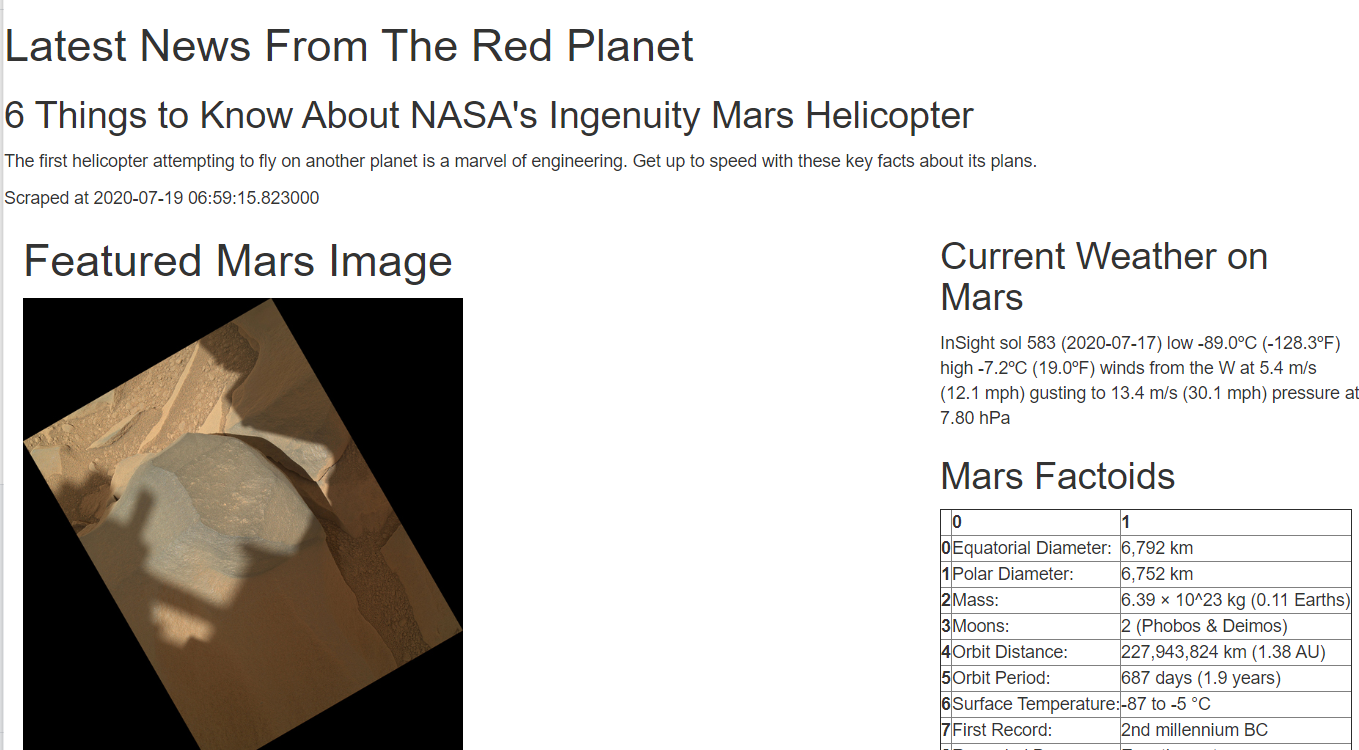 Latest News From The Red Planet
6 Things to Know About NASA's Ingenuity Mars Helicopter
The first helicopter attempting to fly on another planet is a marvel of engineering. Get up to speed with these key facts about its plans.
Scraped at 2020-07-19 06:59:15.823000
Featured Mars Image
Current Weather on
Mars
InSight sol 583 (2020-07-17) low -89.0ºC (-128.3ºF)
high -7.2ºC (19.0ºF) winds from the W at 5.4 m/s
(12.1 mph) gusting to 13.4 m/s (30.1 mph) pressure at
7.80 hPa
Mars Factoids
0 1
0 Equatorial Diameter: 6,792 km
1 Polar Diameter: 6,752 km
2 Mass: 6.39 × 10^23 kg (0.11 Earths)
3 Moons: 2 (Phobos & Deimos)
4 Orbit Distance: 227,943,824 km (1.38 AU)
5 Orbit Period: 687 days (1.9 years)
6 Surface Temperature: -87 to -5 °C
7 First Record: 2nd millennium BC